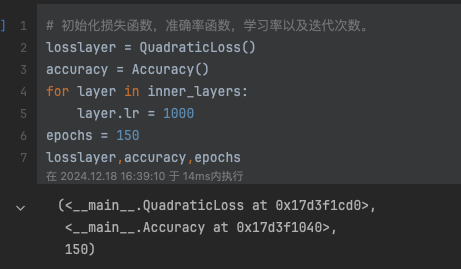 ] 1 # 初始化损失函数，准确率函数，学习率以及迭代次数。
2 losslayer = QuadraticLoss()
3 accuracy = Accuracy()
4 for layer in inner_layers:
5     layer.lr = 1000
6 epochs = 150
7 losslayer,accuracy,epochs
在 2024.12.18 16:39:10 于 14ms内执行
(<__main__.QuadraticLoss at 0x17d3f1cd0>,
 <__main__.Accuracy at 0x17d3f1040>,
 150)